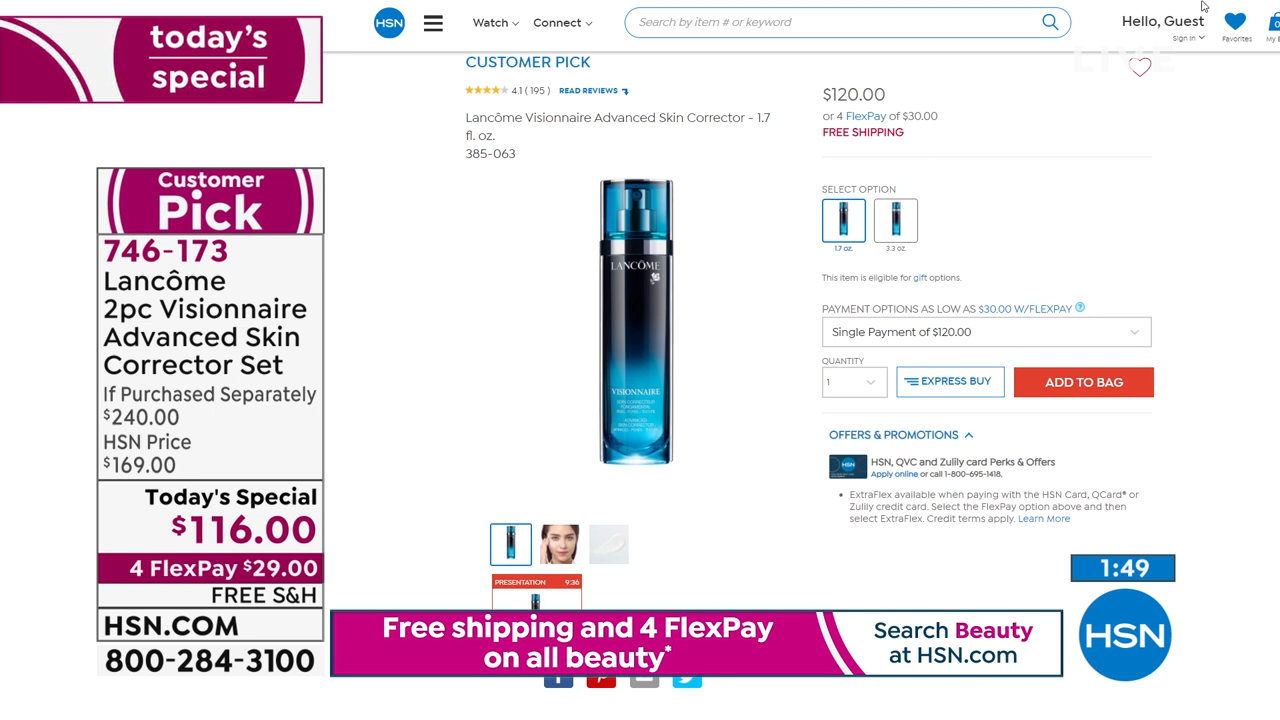 today's
special
Customer
Pick
746-173
Lancôme
2pc Visionnaire
Advanced Skin
Corrector Set
If Purchased Separately
$240.00
HSN Price
$169.00
Today's Special
$116.00
4 FlexPay $29.00
FREE S&H
HSN.COM
800-284-3100
HSN
Watch
Connect
Search by item # or keyword
Hello, Guest
Sign In
Favorites
0
LIVE
CUSTOMER PICK
4.1 ( 195 ) READ REVIEWS
Lancôme Visionnaire Advanced Skin Corrector - 1.7
fl. oz.
385-063
LANCÔME
VISIONNAIRE
$120.00
or 4 FlexPay of $30.00
FREE SHIPPING
SELECT OPTION
1.7 oz.
3.3 oz.
This item is eligible for gift options.
PAYMENT OPTIONS AS LOW AS $30.00 W/FLEXPAY ?
Single Payment of $120.00
QUANTITY
1
EXPRESS BUY
ADD TO BAG
OFFERS & PROMOTIONS
HSN
HSN, QVC and Zulily card Perks & Offers
Apply online or call 1-800-695-1418.
• ExtraFlex available when paying with the HSN Card, QCard® or
Zulily credit card. Select the FlexPay option above and then
select ExtraFlex. Credit terms apply. Learn More
PRESENTATION 9:36
1:49
Free shipping and 4 FlexPay
on all beauty*
Search Beauty
at HSN.com
HSN